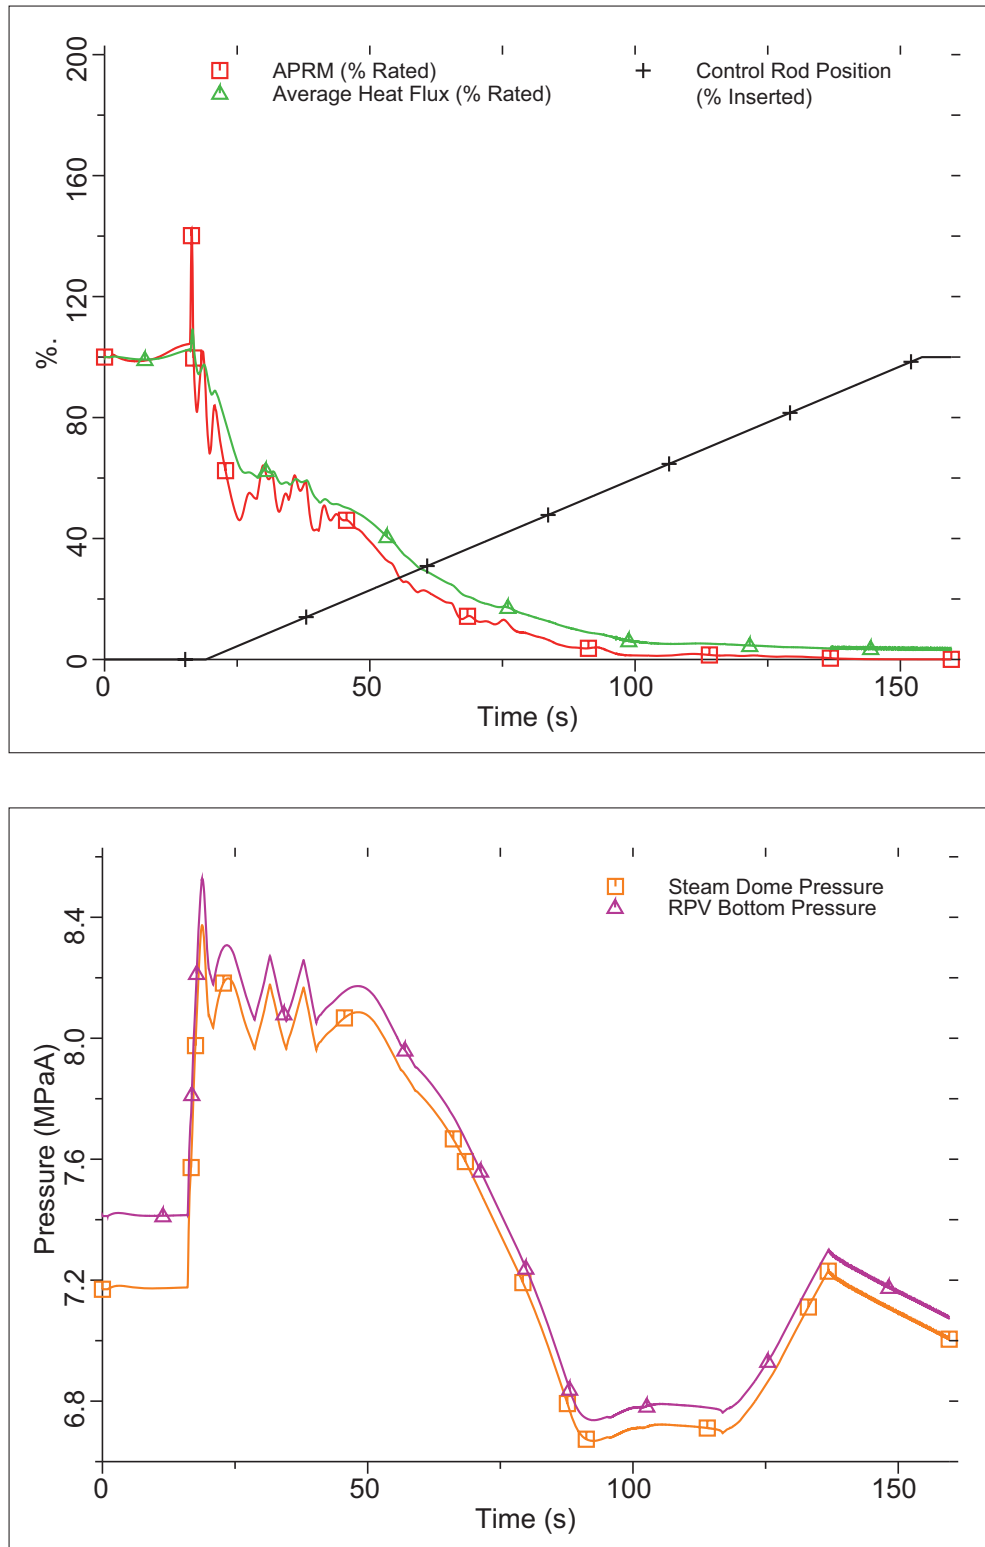 200
160
120
80
40
0
%.
APRM (% Rated)
Average Heat Flux (% Rated)
Control Rod Position
(% Inserted)
0 50 100 150
Time (s)
8.4
8.0
7.6
7.2
6.8
Pressure (MPaA)
Steam Dome Pressure
RPV Bottom Pressure
0 50 100 150
Time (s)